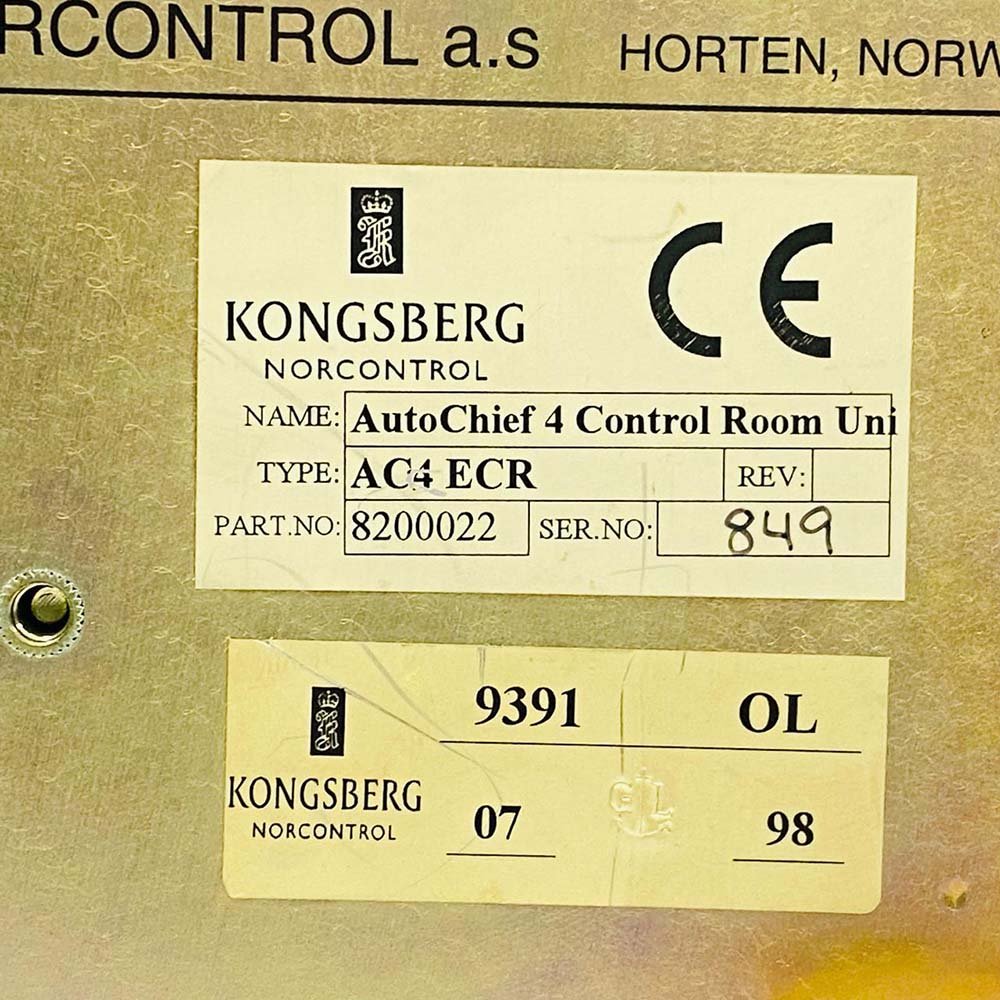 RCONTROL a.s HORTEN, NORW
KONGSBERG
NORCONTROL
CE
NAME: AutoChief 4 Control Room Uni
TYPE: AC4 ECR REV:
PART.NO: 8200022 SER.NO: 849
9391 OL
KONGSBERG
NORCONTROL
07 98